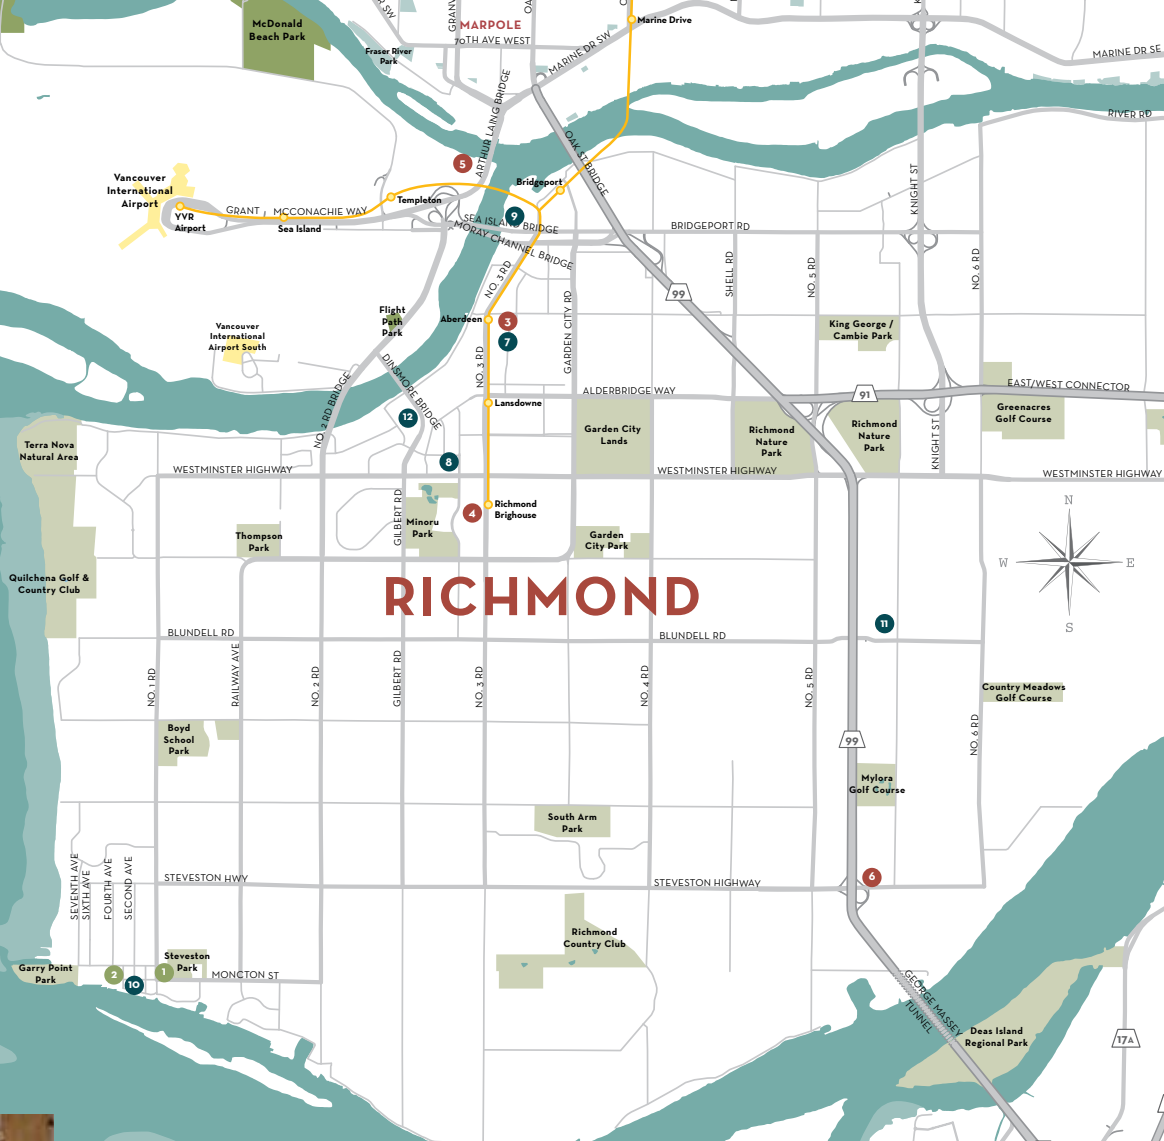 R SW
GRANV
OA
C
K
McDonald
Beach Park
MARPOLE
70TH AVE WEST
Marine Drive
Fraser River
Park
MARINE DR SW
MARINE DR SE
RIVER RD
ARTHUR LAING BRIDGE
OAK ST BRIDGE
5
Vancouver
International
Airport
Bridgeport
KNIGHT ST
Templeton
YVR
Airport
GRANT
MCCONACHIE WAY
Sea Island
9
SEA ISLAND BRIDGE
MORAY CHANNEL BRIDGE
BRIDGEPORT RD
NO. 3 RD
SHELL RD
NO. 5 RD
NO. 6 RD
99
GARDEN CITY RD
Flight
Path
Park
Aberdeen
3
7
King George /
Cambie Park
Vancouver
International
Airport South
NO. 3 RD
DINSMORE BRIDGE
NO. 2 RD BRIDGE
ALDERBRIDGE WAY
91
EAST/WEST CONNECTOR
Lansdowne
Greenacres
Golf Course
12
Garden City
Lands
Richmond
Nature
Park
Richmond
Nature
Park
KNIGHT ST
Terra Nova
Natural Area
8
WESTMINSTER HIGHWAY
WESTMINSTER HIGHWAY
WESTMINSTER HIGHWAY
GILBERT RD
Richmond
Brighouse
4
Minoru
Park
N
W
E
S
Thompson
Park
Garden
City Park
Quilchena Golf &
Country Club
RICHMOND
11
BLUNDELL RD
BLUNDELL RD
NO. 1 RD
RAILWAY AVE
NO. 2 RD
GILBERT RD
NO. 3 RD
NO. 4 RD
NO. 5 RD
NO. 6 RD
Country Meadows
Golf Course
Boyd
School
Park
99
Mylora
Golf Course
South Arm
Park
SEVENTH AVE
SIXTH AVE
FOURTH AVE
SECOND AVE
STEVESTON HWY
STEVESTON HIGHWAY
6
Richmond
Country Club
Steveston
Park
Garry Point
Park
2
10
1
MONCTON ST
GEORGE MASSEY
TUNNEL
Deas Island
Regional Park
17A